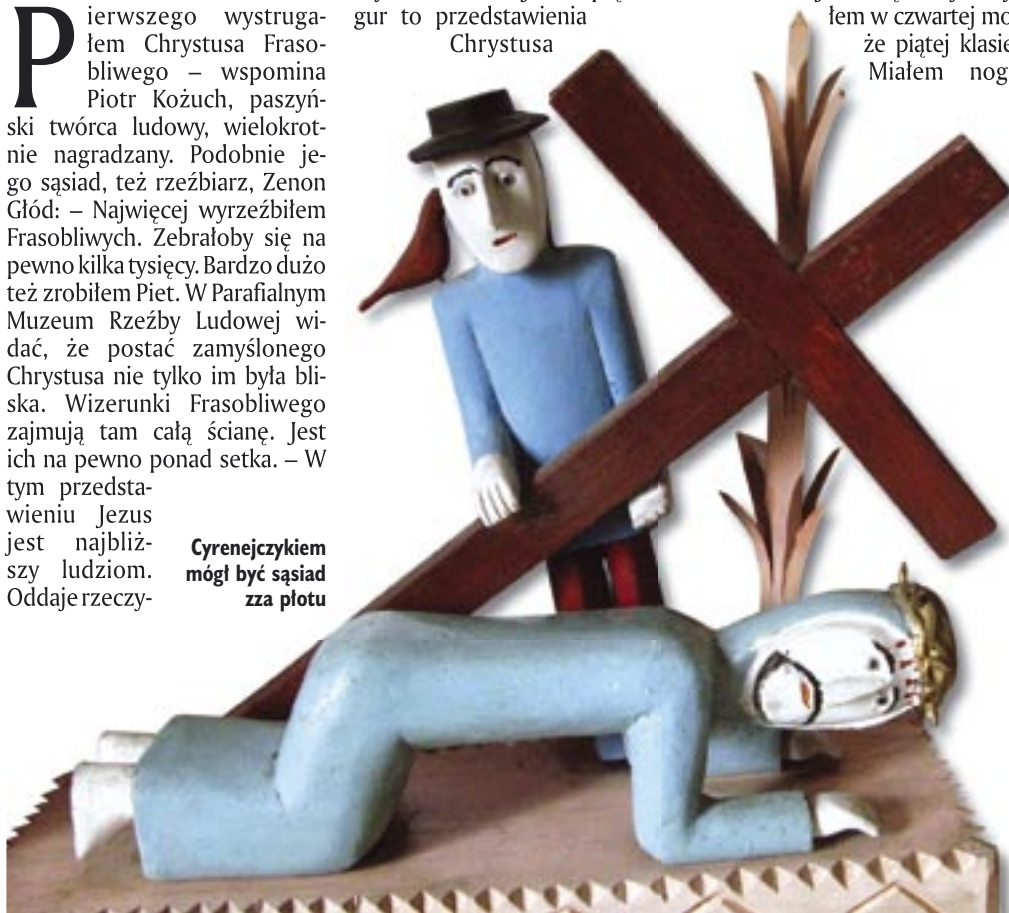 Pierwszego wystruga-
łem Chrystusa Fraso-
bliwego – wspomina
Piotr Kożuch, paszyń-
ski twórca ludowy, wielokrot-
nie nagradzany. Podobnie je-
go sąsiad, też rzeźbiarz, Zenon
Głód: – Najwięcej wyrzeźbiłem
Frasobliwych. Zebrałoby się na
pewno kilka tysięcy. Bardzo dużo
też zrobiłem Piet. W Parafialnym
Muzeum Rzeźby Ludowej wi-
dać, że postać zamyślonego
Chrystusa nie tylko im była bli-
ska. Wizerunki Frasobliwego
zajmują tam całą ścianę. Jest
ich na pewno ponad setka. – W
tym przedsta-
wieniu Jezus
jest najbliż-
szy ludziom.
Oddaje rzeczy-
Cyrenejczykiem
mógł być sąsiad
zza płotu
gur to przedstawienia
Chrystusa
łem w czwartej mo
że piątej klasie
Miałem nog